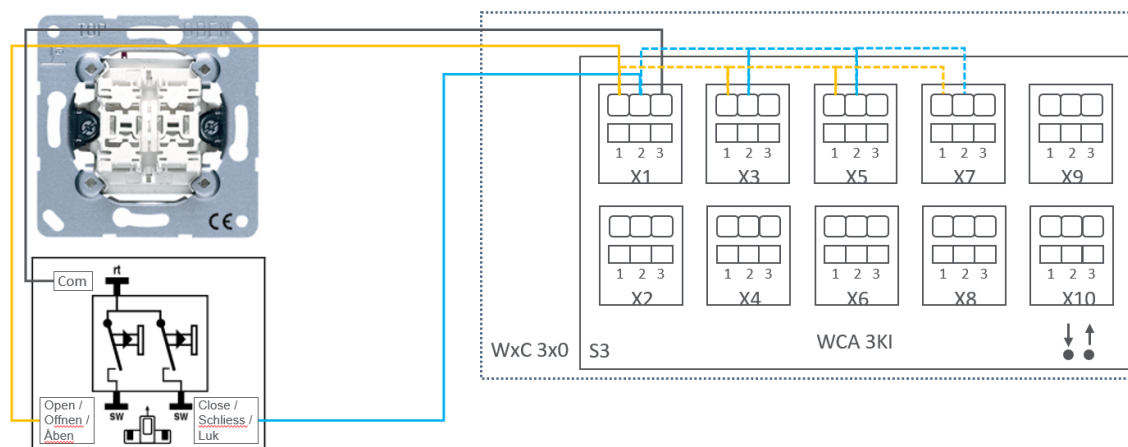 TOP
OBEN
CE
1 2 3
X1
1 2 3
X3
1 2 3
X5
1 2 3
X7
1 2 3
X9
1 2 3
X2
1 2 3
X4
1 2 3
X6
1 2 3
X8
1 2 3
X10
WxC 3x0
S3
WCA 3KI
Com
rt
sw
sw
Open /
Offnen /
Åben
Close /
Schliess /
Luk